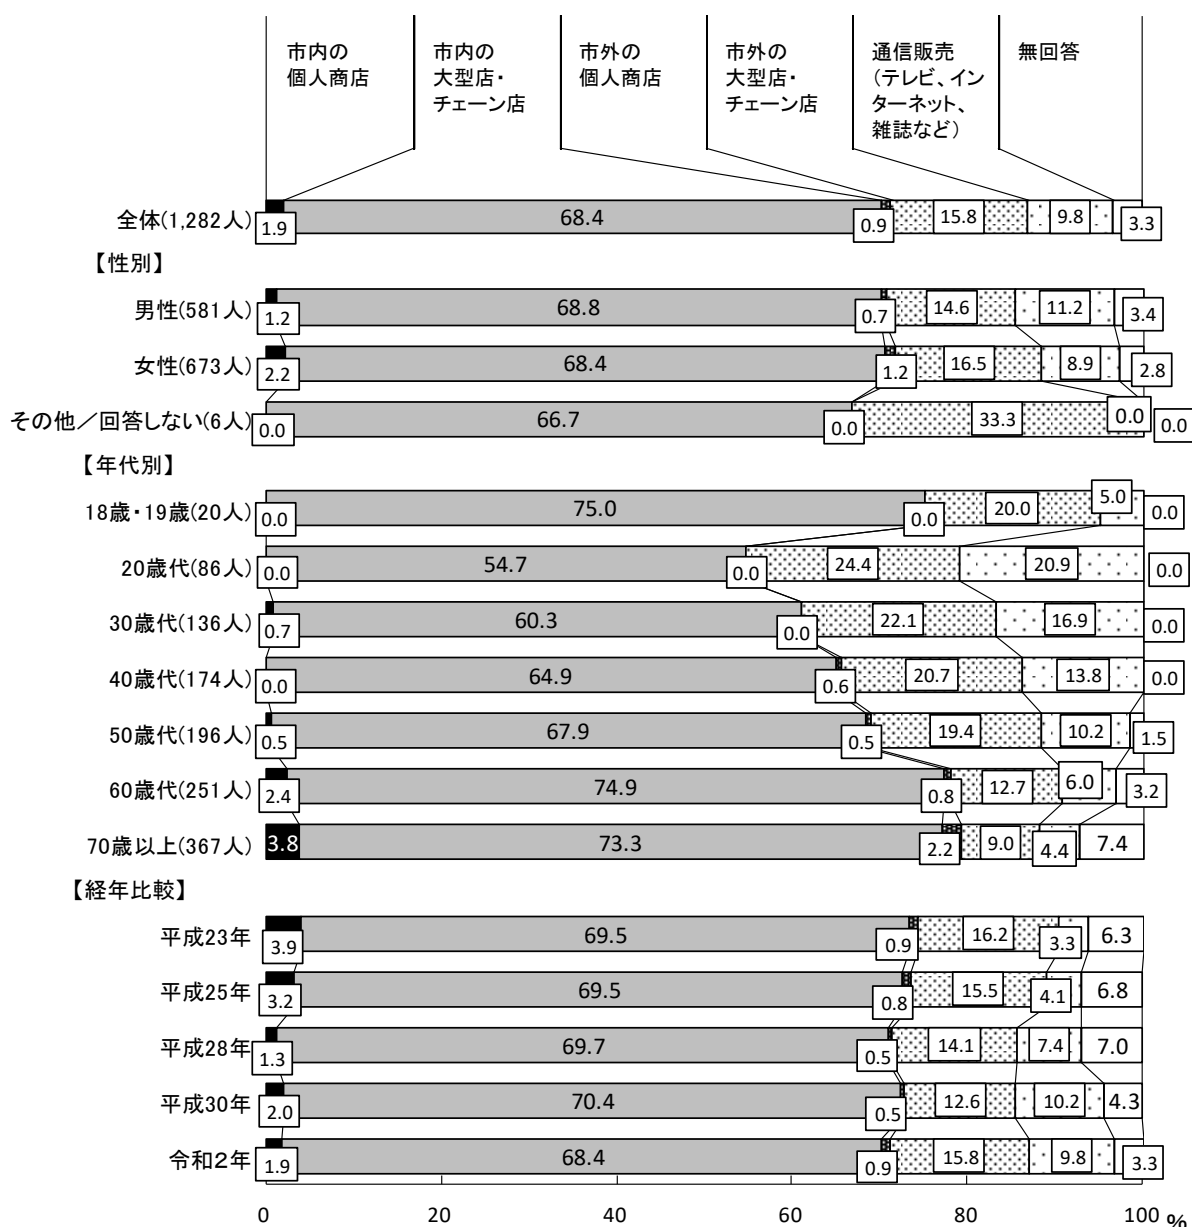 市内の
個人商店
市内の
大型店・
チェーン店
市外の
個人商店
市外の
大型店・
チェーン店
通信販売
(テレビ、イン
ターネット、
雑誌など)
無回答
全体(1,282人)
1.9
68.4
0.9
15.8
9.8
3.3
【性別】
男性(581人)
1.2
68.8
0.7
14.6
11.2
3.4
女性(673人)
2.2
68.4
1.2
16.5
8.9
2.8
その他／回答しない(6人)
0.0
66.7
0.0
33.3
0.0
0.0
【年代別】
18歳・19歳(20人)
0.0
75.0
0.0
20.0
5.0
0.0
20歳代(86人)
0.0
54.7
0.0
24.4
20.9
0.0
30歳代(136人)
0.7
60.3
0.0
22.1
16.9
0.0
40歳代(174人)
0.0
64.9
0.6
20.7
13.8
0.0
50歳代(196人)
0.5
67.9
0.5
19.4
10.2
1.5
60歳代(251人)
2.4
74.9
0.8
12.7
6.0
3.2
70歳以上(367人)
3.8
73.3
2.2
9.0
4.4
7.4
【経年比較】
平成23年
3.9
69.5
0.9
16.2
3.3
6.3
平成25年
3.2
69.5
0.8
15.5
4.1
6.8
平成28年
1.3
69.7
0.5
14.1
7.4
7.0
平成30年
2.0
70.4
0.5
12.6
10.2
4.3
令和2年
1.9
68.4
0.9
15.8
9.8
3.3
0 20 40 60 80 100 %